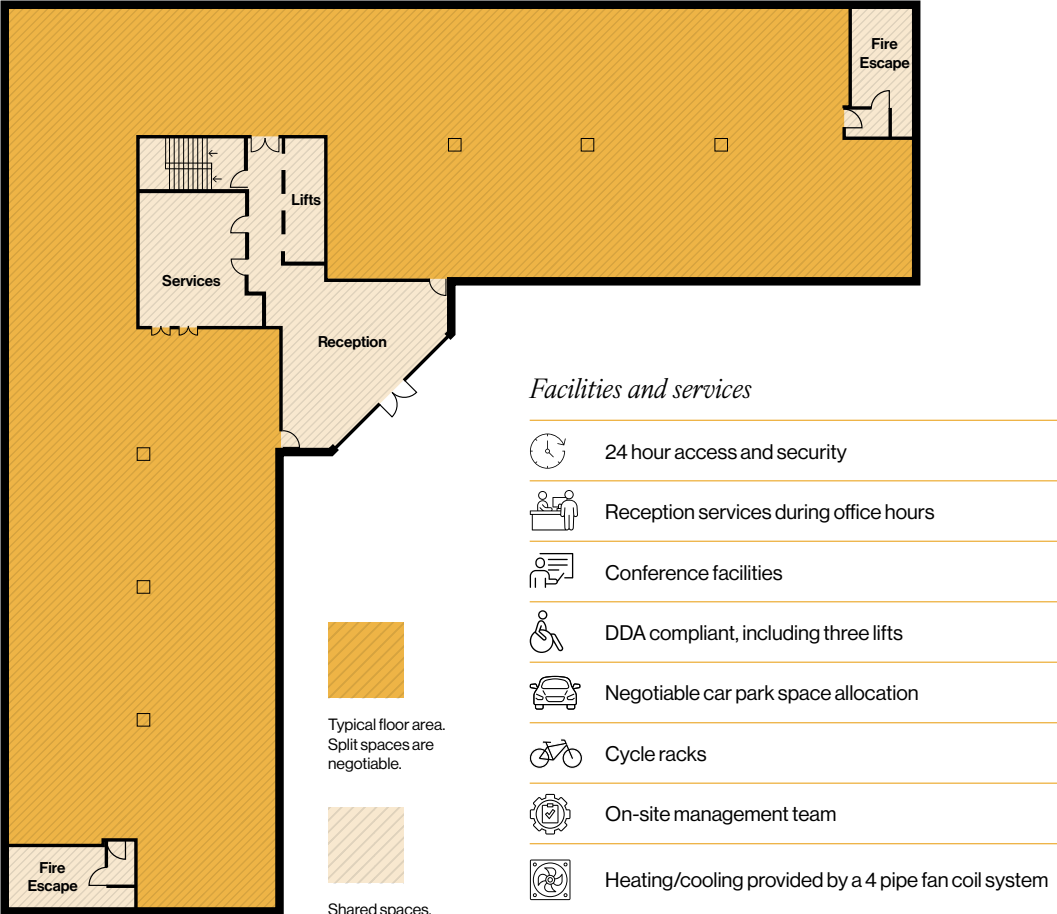 Fire
Escape
Lifts
Services
Reception
Facilities and services
24 hour access and security
Reception services during office hours
Conference facilities
DDA compliant, including three lifts
Negotiable car park space allocation
Cycle racks
On-site management team
Heating/cooling provided by a 4 pipe fan coil system
Typical floor area.
Split spaces are
negotiable.
Shared spaces.
Fire
Escape